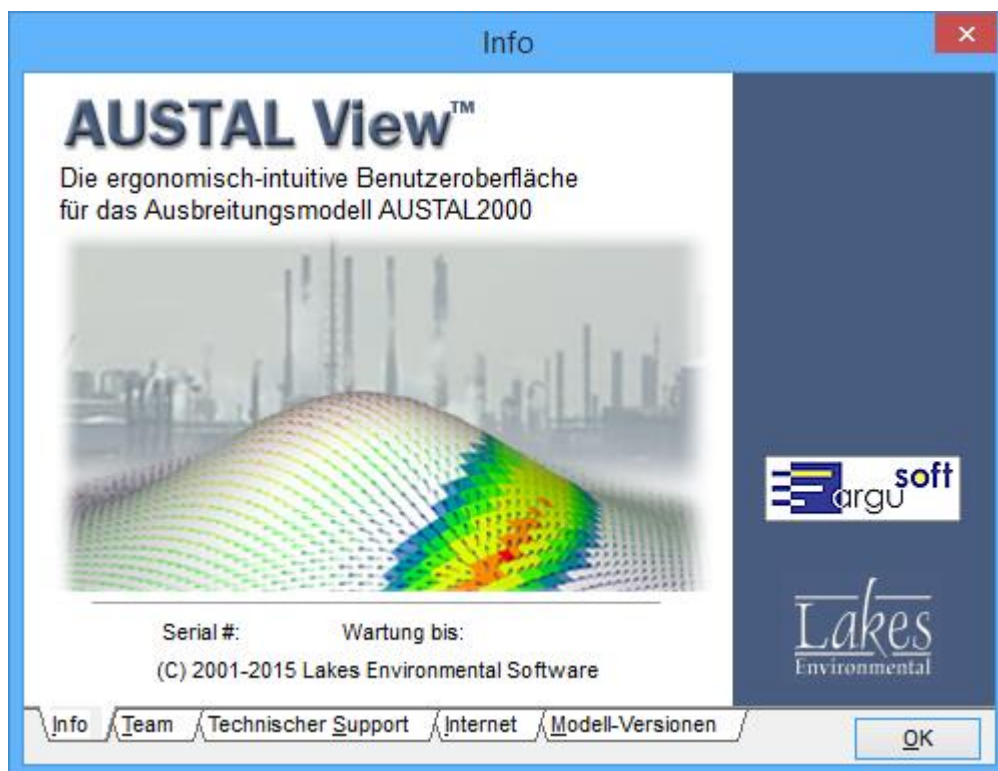 Info
AUSTAL View™
Die ergonomisch-intuitive Benutzeroberfläche
für das Ausbreitungsmodell AUSTAL2000
argusoft
Lakes
Environmental
Serial #: Wartung bis:
(C) 2001-2015 Lakes Environmental Software
Info Team Technischer Support Internet Modell-Versionen
OK